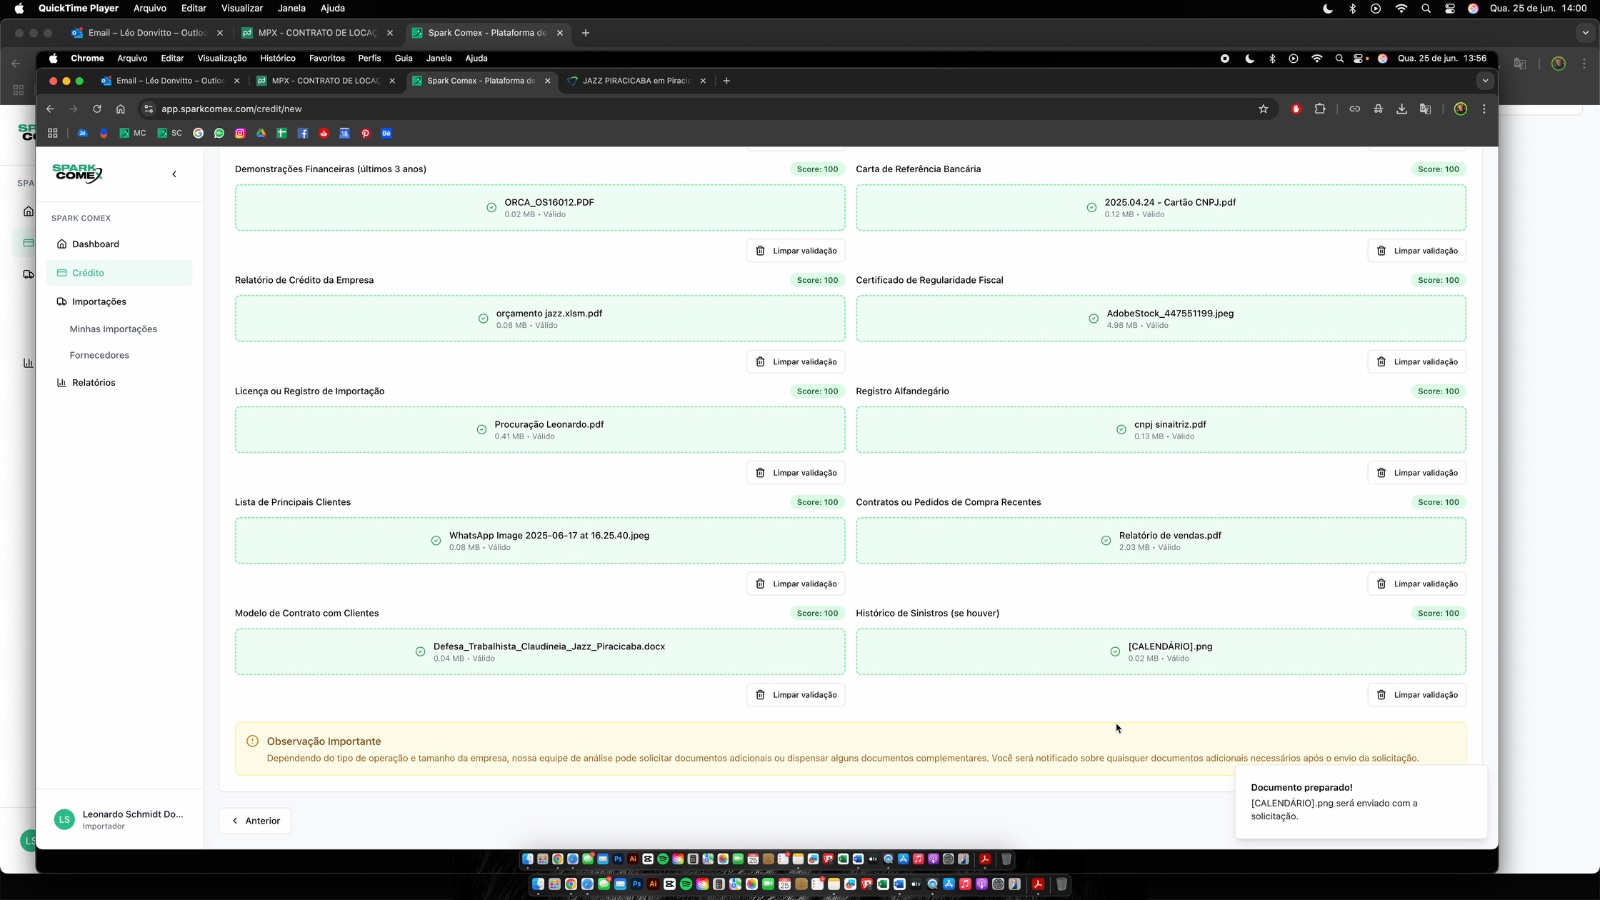 QuickTime Player Arquivo Editar Visualizar Janela Ajuda
Qua. 25 de jun. 14:00
Email – Léo Donvitto – Outloo
MPX - CONTRATO DE LOCAÇ
Spark Comex - Plataforma de
Chrome Arquivo Editar Visualização Histórico Favoritos Perfis Guia Janela Ajuda
Qua. 25 de jun. 13:56
Email – Léo Donvitto – Outloo
MPX - CONTRATO DE LOCAÇ
Spark Comex - Plataforma de
JAZZ PIRACICABA em Piraci
app.sparkcomex.com/credit/new
MC
SC
SPARK
COMEX
SPARK COMEX
Dashboard
Crédito
Importações
Minhas Importações
Fornecedores
Relatórios
LS
Leonardo Schmidt Do...
Importador
Demonstrações Financeiras (últimos 3 anos)
Score: 100
ORCA_OS16012.PDF
0.02 MB • Válido
Limpar validação
Carta de Referência Bancária
Score: 100
2025.04.24 - Cartão CNPJ.pdf
0.12 MB • Válido
Limpar validação
Relatório de Crédito da Empresa
Score: 100
orçamento jazz.xlsm.pdf
0.08 MB • Válido
Limpar validação
Certificado de Regularidade Fiscal
Score: 100
AdobeStock_447551199.jpeg
4.98 MB • Válido
Limpar validação
Licença ou Registro de Importação
Score: 100
Procuração Leonardo.pdf
0.41 MB • Válido
Limpar validação
Registro Alfandegário
Score: 100
cnpj sinaitriz.pdf
0.13 MB • Válido
Limpar validação
Lista de Principais Clientes
Score: 100
WhatsApp Image 2025-06-17 at 16.25.40.jpeg
0.08 MB • Válido
Limpar validação
Contratos ou Pedidos de Compra Recentes
Score: 100
Relatório de vendas.pdf
2.03 MB • Válido
Limpar validação
Modelo de Contrato com Clientes
Score: 100
Defesa_Trabalhista_Claudineia_Jazz_Piracicaba.docx
0.04 MB • Válido
Limpar validação
Histórico de Sinistros (se houver)
Score: 100
[CALENDÁRIO].png
0.02 MB • Válido
Limpar validação
Observação Importante
Dependendo do tipo de operação e tamanho da empresa, nossa equipe de análise pode solicitar documentos adicionais ou dispensar alguns documentos complementares. Você será notificado sobre quaisquer documentos adicionais necessários após o envio da solicitação.
Anterior
Documento preparado!
[CALENDÁRIO].png será enviado com a
solicitação.